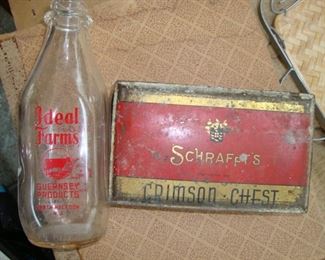 Ideal
Farms
GUERNSEY
PRODUCTS
SCHRAFFT'S
CRIMSON CHEST